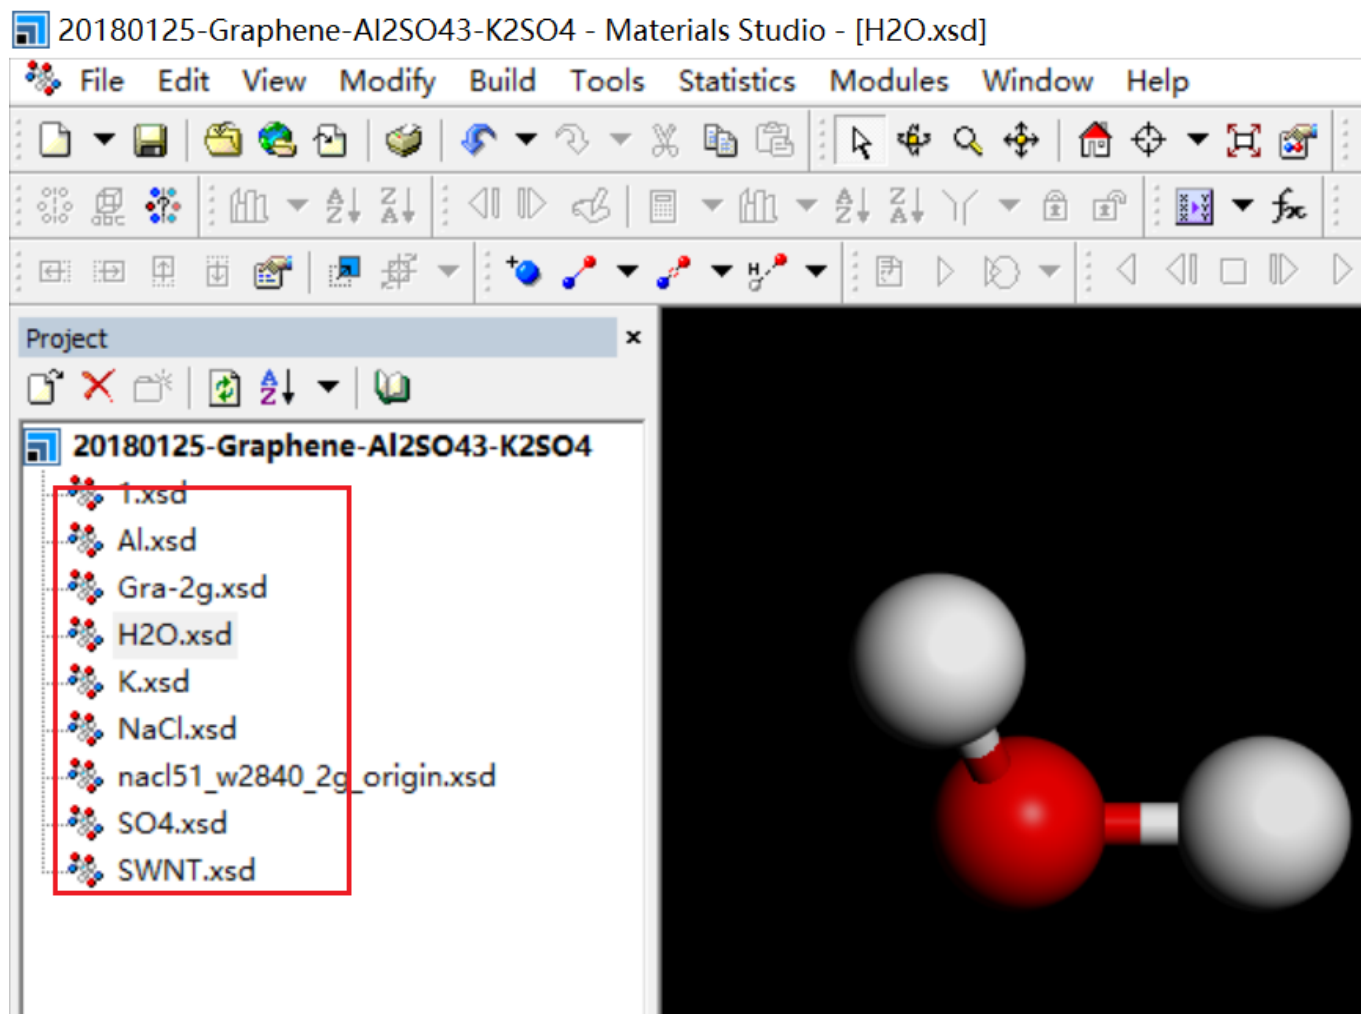 20180125-Graphene-Al2SO43-K2SO4 - Materials Studio - [H2O.xsd]
File Edit View Modify Build Tools Statistics Modules Window Help
Project
20180125-Graphene-Al2SO43-K2SO4
1.xsd
Al.xsd
Gra-2g.xsd
H2O.xsd
K.xsd
NaCl.xsd
nacl51_w2840_2g_origin.xsd
SO4.xsd
SWNT.xsd